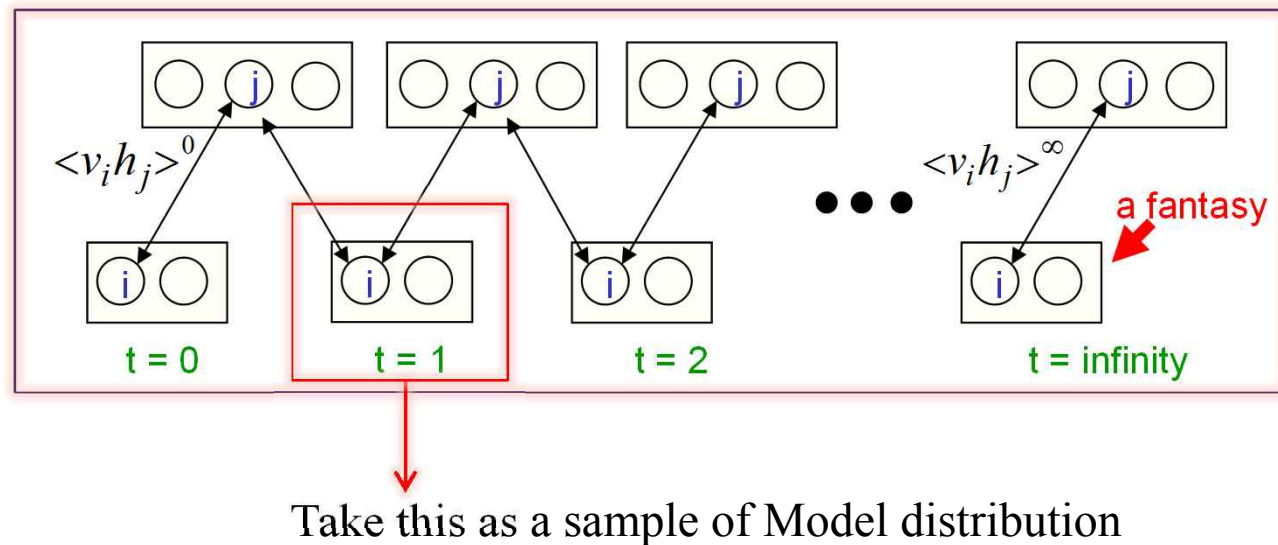 j j j j
<v_i h_j>^0 <v_i h_j>^∞
a fantasy
i i i i
t = 0 t = 1 t = 2 t = infinity
Take this as a sample of Model distribution